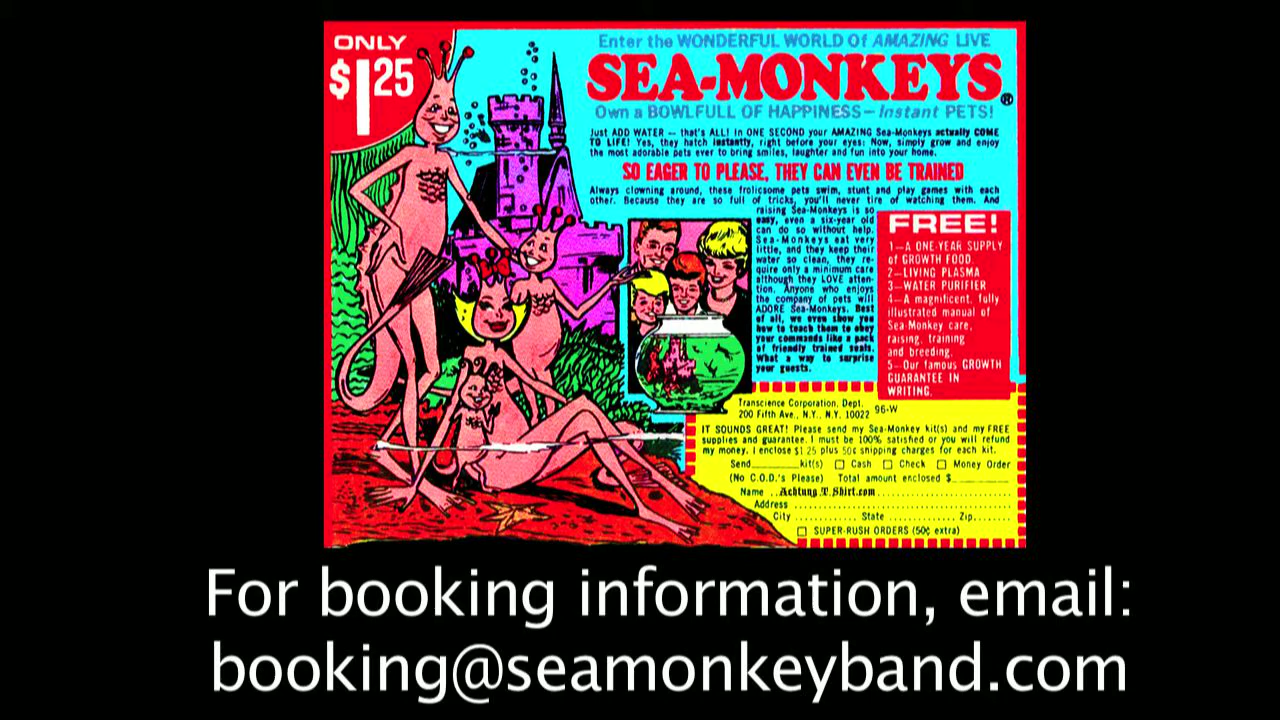 ONLY
$1 25
Enter the WONDERFUL WORLD Of AMAZING LIVE
SEA-MONKEYS®
Own a BOWLFULL OF HAPPINESS—Instant PETS!
Just ADD WATER — that's ALL! In ONE SECOND your AMAZING Sea-Monkeys actually COME
TO LIFE! Yes, they hatch instantly, right before your eyes! Now, simply grow and enjoy
the most adorable pets ever to bring smiles, laughter and fun into your home.
SO EAGER TO PLEASE, THEY CAN EVEN BE TRAINED
Always clowning around, these frolicsome pets swim, stunt and play games with each
other. Because they are so full of tricks, you'll never tire of watching them. And
raising Sea-Monkeys is so
easy, even a six-year old
can do so without help.
Sea-Monkeys eat very
little, and they keep their
water so clean, they re-
quire only a minimum care
although they LOVE atten-
tion. Anyone who enjoys
the company of pets will
ADORE Sea-Monkeys. Best
of all, we even show you
how to teach them to obey
your commands like a pack
of friendly trained seals.
What a way to surprise
your guests.
FREE!
1—A ONE-YEAR SUPPLY
of GROWTH FOOD.
2—LIVING PLASMA
3—WATER PURIFIER
4—A magnificent, fully
illustrated manual of
Sea-Monkey care,
raising, training
and breeding.
5—Our famous GROWTH
GUARANTEE IN
WRITING.
Transcience Corporation, Dept. 96-W
200 Fifth Ave., N.Y., N.Y. 10022
IT SOUNDS GREAT! Please send my Sea-Monkey kit(s) and my FREE
supplies and guarantee. I must be 100% satisfied or you will refund
my money. I enclose $1.25 plus 50¢ shipping charges for each kit.
Send______kit(s) □ Cash □ Check □ Money Order
(No C.O.D.'s Please) Total amount enclosed $________
Name ..Achtung T Shirt.com..............................
Address ..............................
City ............ State ............ Zip.......
□ SUPER-RUSH ORDERS (50¢ extra)
For booking information, email:
booking@seamonkeyband.com